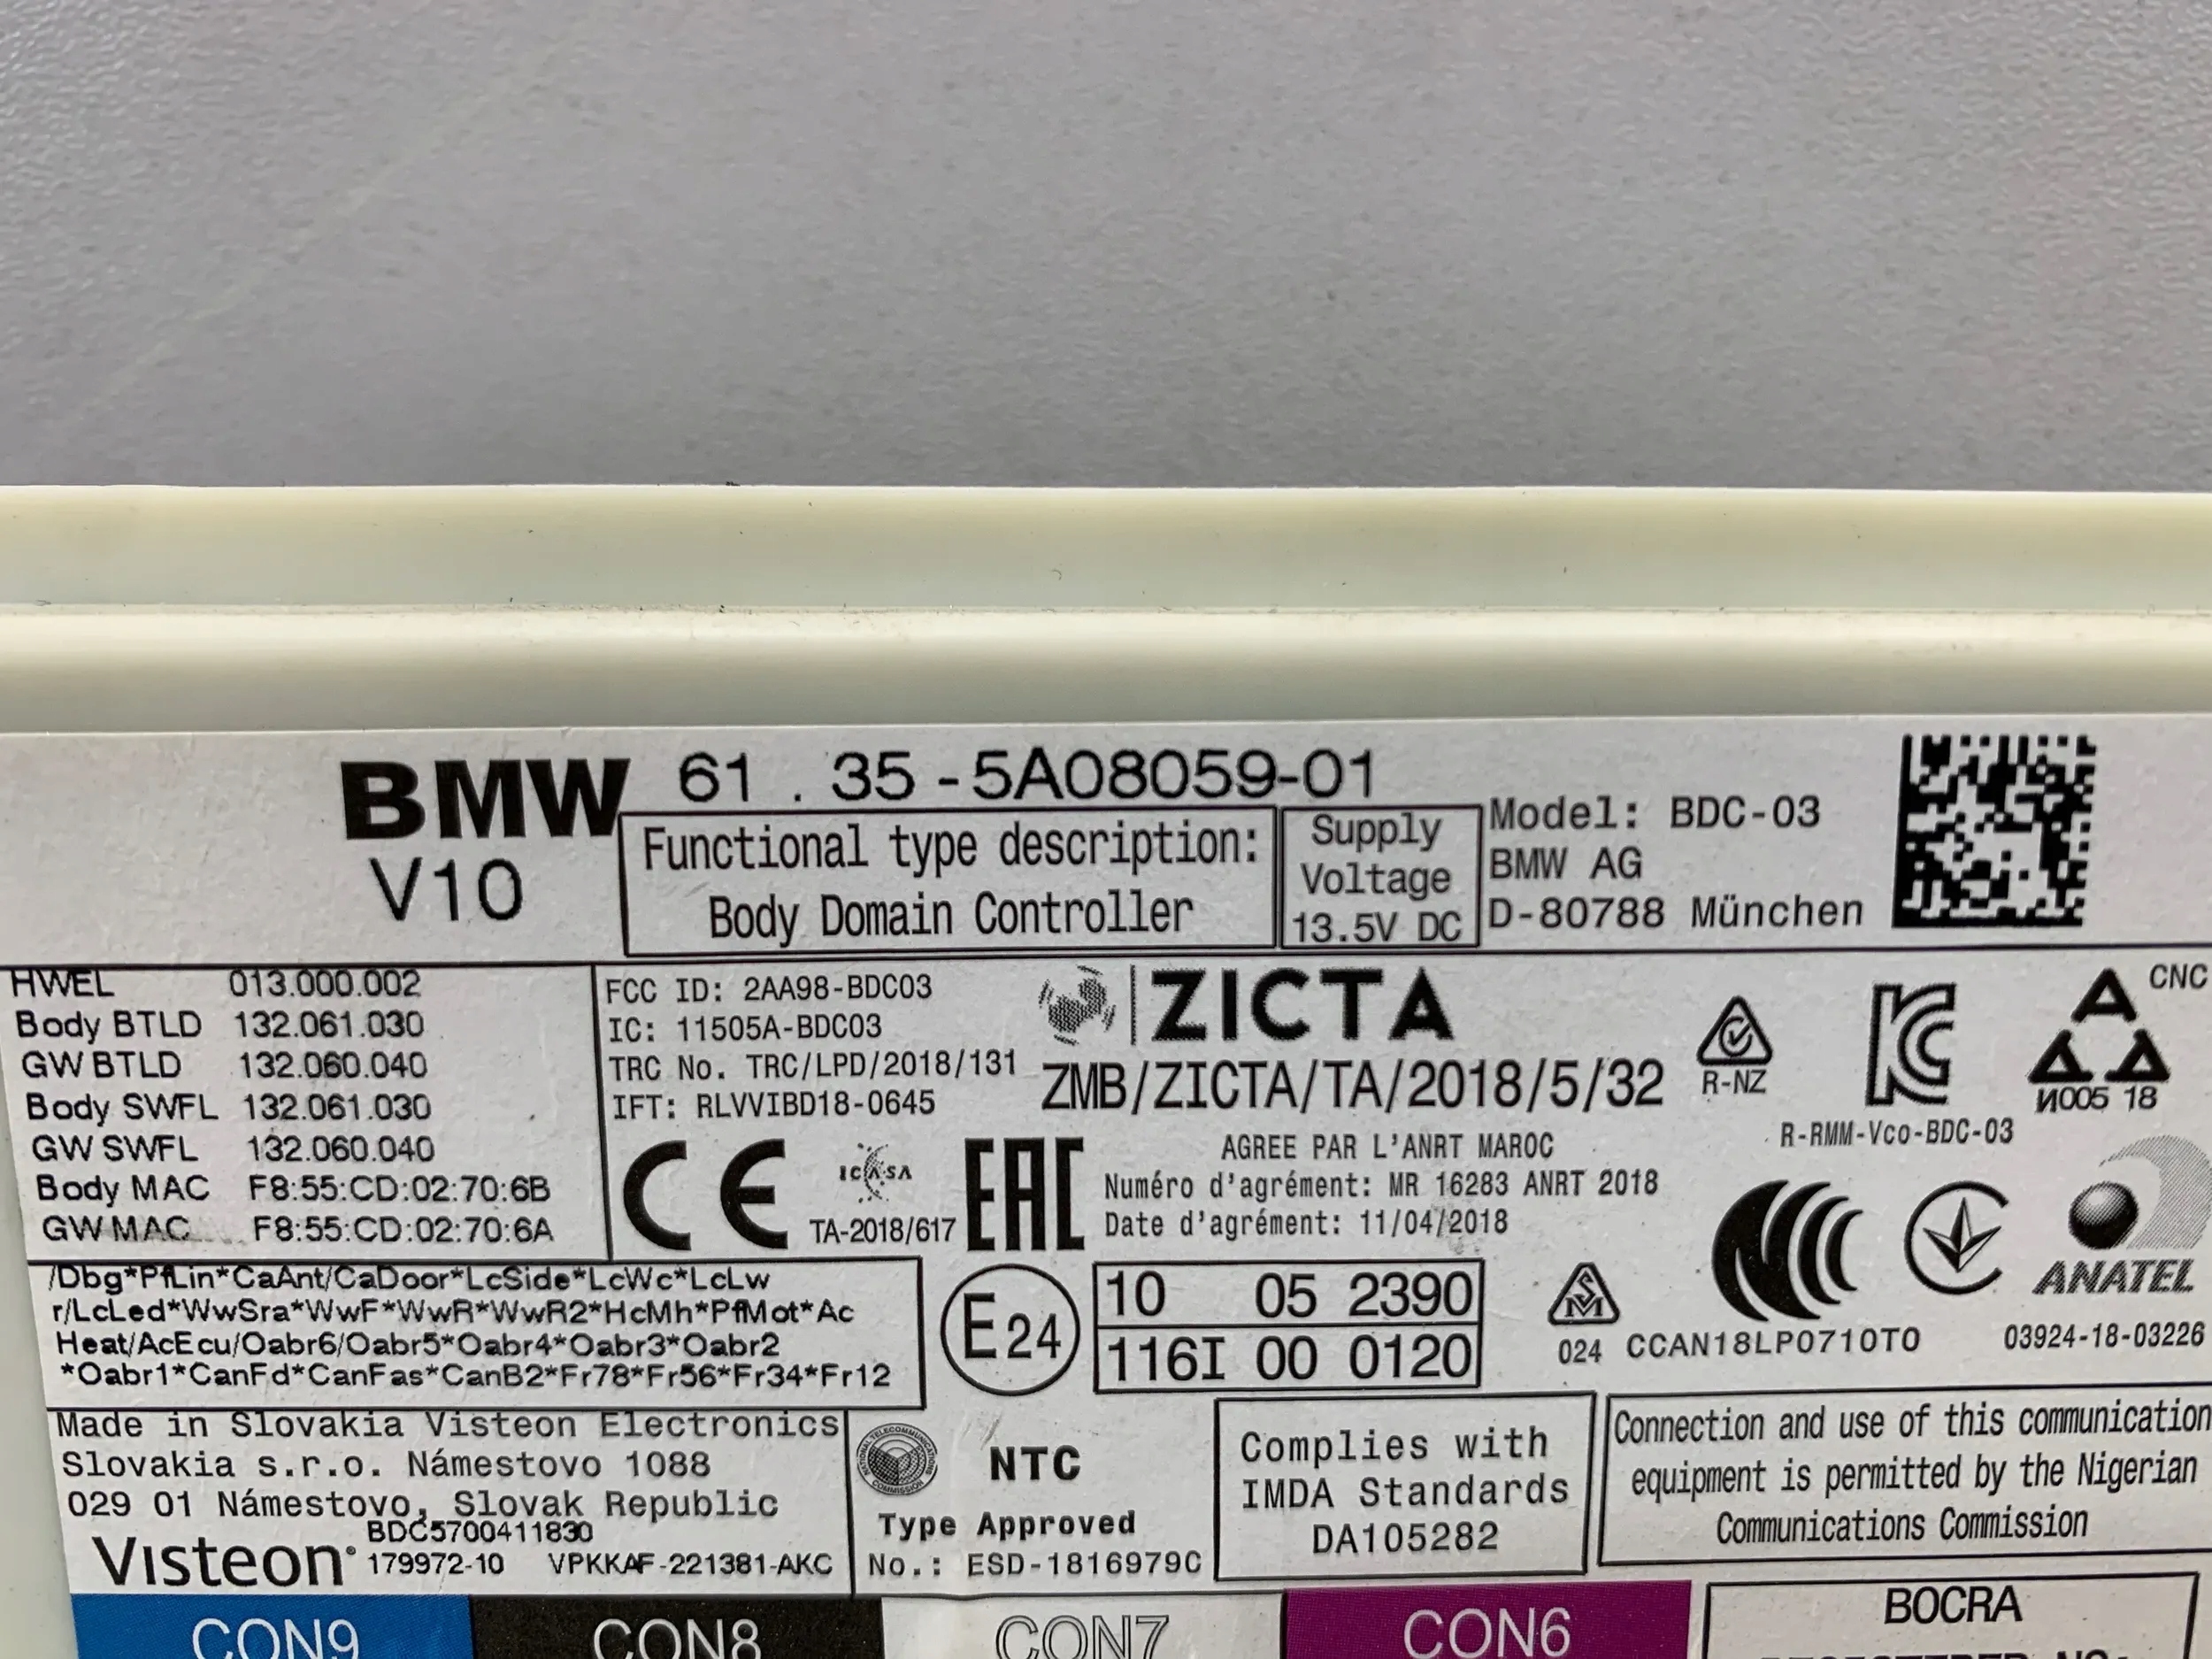 BMW 61 . 35 - 5A08059-01
V10
Functional type description:
Body Domain Controller
Supply
Voltage
13.5V DC
Model: BDC-03
BMW AG
D-80788 München
HWEL 013.000.002
Body BTLD 132.061.030
GW BTLD 132.060.040
Body SWFL 132.061.030
GW SWFL 132.060.040
Body MAC F8:55:CD:02:70:6B
GW MAC F8:55:CD:02:70:6A
FCC ID: 2AA98-BDC03
IC: 11505A-BDC03
TRC No. TRC/LPD/2018/131
IFT: RLVVIBD18-0645
ZICTA
ZMB/ZICTA/TA/2018/5/32
R-NZ
CNC
И005 18
R-RMM-Vco-BDC-03
CE
ICASA
TA-2018/617
EAC
AGREE PAR L'ANRT MAROC
Numéro d'agrément: MR 16283 ANRT 2018
Date d'agrément: 11/04/2018
ANATEL
03924-18-03226
/Dbg*PfLin*CaAnt/CaDoor*LcSide*LcWc*LcLw
r/LcLed*WwSra*WwF*WwR*WwR2*HcMh*PfMot*Ac
Heat/AcEcu/Oabr6/Oabr5*Oabr4*Oabr3*Oabr2
*Oabr1*CanFd*CanFas*CanB2*Fr78*Fr56*Fr34*Fr12
E24
10 05 2390
116I 00 0120
024
CCAN18LP0710T0
Made in Slovakia Visteon Electronics
Slovakia s.r.o. Námestovo 1088
029 01 Námestovo, Slovak Republic
BDC5700411830
Visteon 179972-10 VPKKAF-221381-AKC
NATIONAL TELECOMMUNICATIONS COMMISSION
NTC
Type Approved
No.: ESD-1816979C
Complies with
IMDA Standards
DA105282
Connection and use of this communication
equipment is permitted by the Nigerian
Communications Commission
CON9
CON8
CON7
CON6
BOCRA